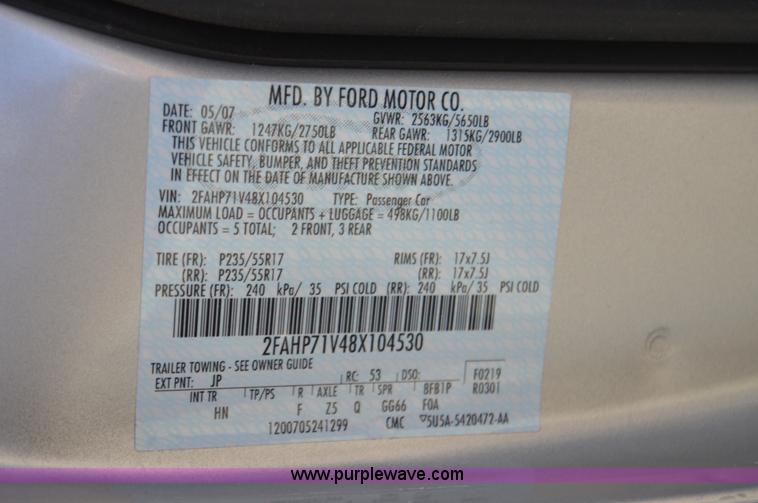 MFD. BY FORD MOTOR CO.
DATE: 05/07 GVWR: 2563KG/5650LB
FRONT GAWR: 1247KG/2750LB REAR GAWR: 1315KG/2900LB
THIS VEHICLE CONFORMS TO ALL APPLICABLE FEDERAL MOTOR
VEHICLE SAFETY, BUMPER, AND THEFT PREVENTION STANDARDS
IN EFFECT ON THE DATE OF MANUFACTURE SHOWN ABOVE.
VIN: 2FAHP71V48X104530 TYPE: Passenger Car
MAXIMUM LOAD = OCCUPANTS + LUGGAGE = 498KG/1100LB
OCCUPANTS = 5 TOTAL; 2 FRONT, 3 REAR
TIRE (FR): P235/55R17 RIMS (FR): 17x7.5J
(RR): P235/55R17 (RR): 17x7.5J
PRESSURE (FR): 240 kPa/ 35 PSI COLD (RR): 240 kPa/ 35 PSI COLD
2FAHP71V48X104530
TRAILER TOWING - SEE OWNER GUIDE
EXT PNT: JP RC: 53 DSO: F0219
INT TR TP/PS R AXLE TR SPR BFB1P R0301
HN F Z5 Q GG66 FOA
1200705241299 CMC 5U5A-5420472-AA
www.purplewave.com